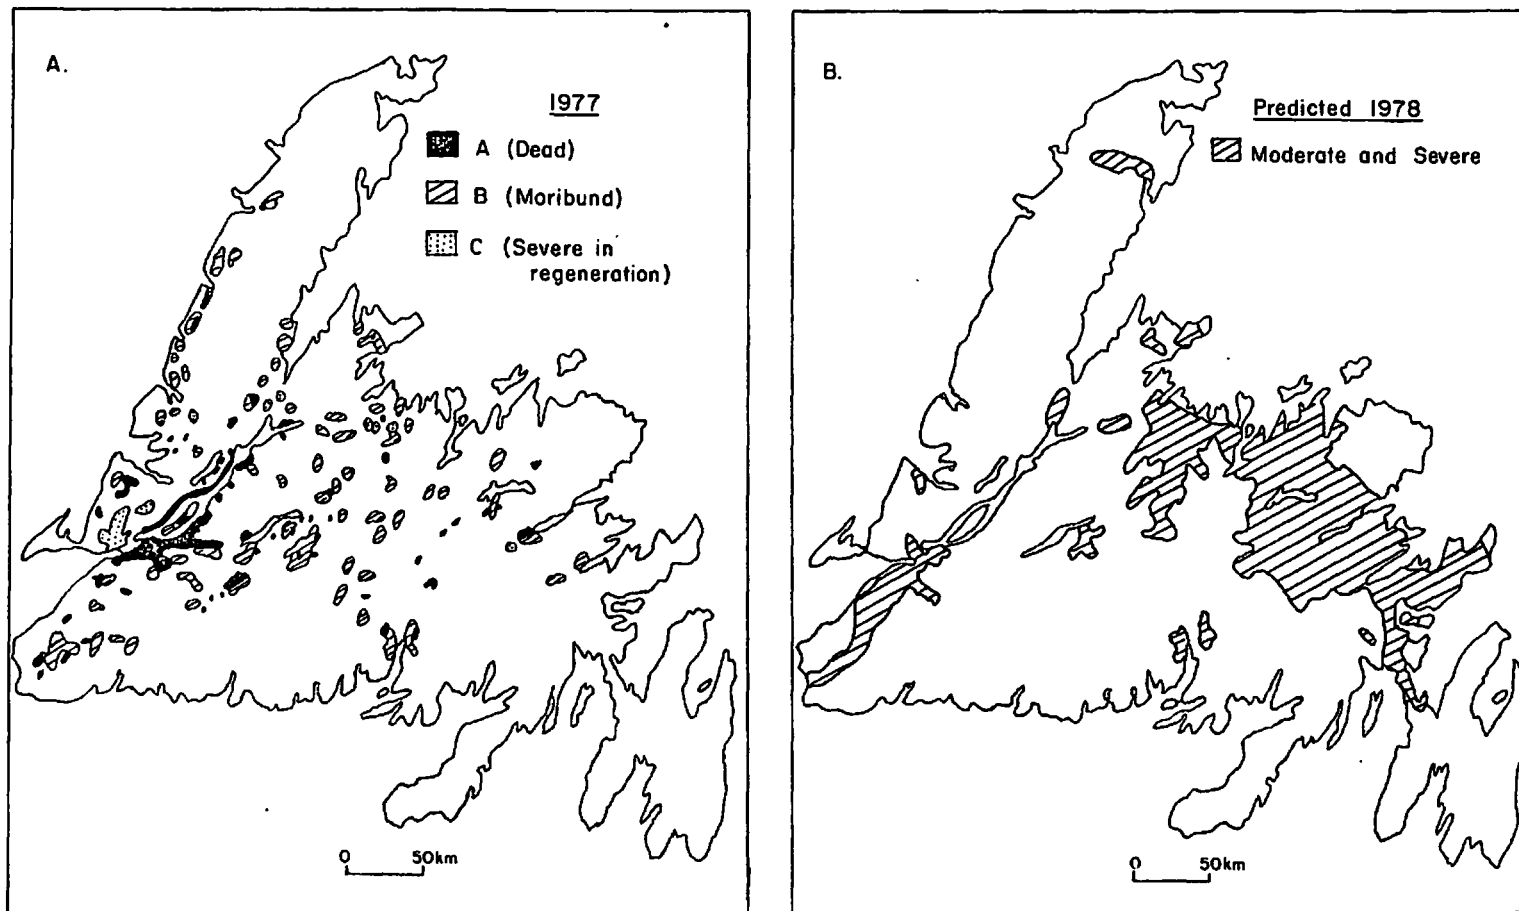 A.
1977
A (Dead)
B (Moribund)
C (Severe in
regeneration)
0 50km
B.
Predicted 1978
Moderate and Severe
0 50km